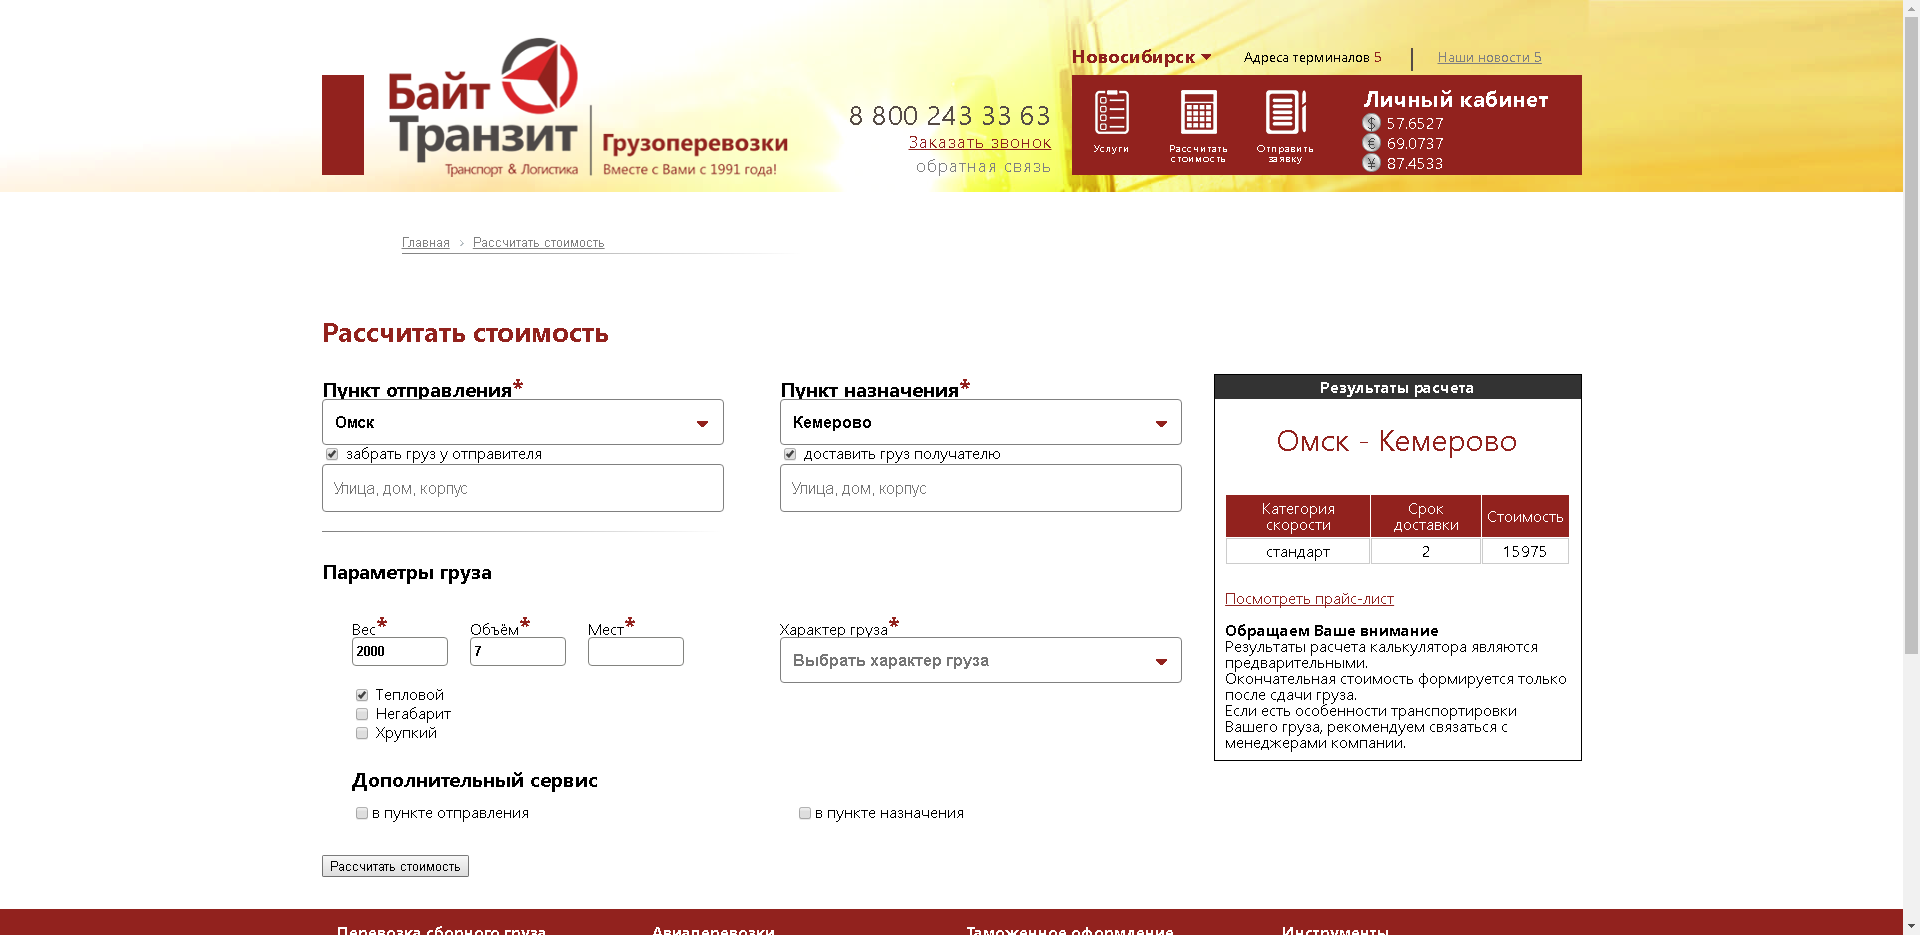 Байт
Транзит
Транспорт & Логистика
Грузоперевозки
Вместе с Вами с 1991 года!
8 800 243 33 63
Заказать звонок
обратная связь
Новосибирск
Адреса терминалов 5
Наши новости 5
Услуги
Рассчитать
стоимость
Отправить
заявку
Личный кабинет
$ 57.6527
€ 69.0737
¥ 87.4533
Главная > Рассчитать стоимость
Рассчитать стоимость
Пункт отправления*
Омск
забрать груз у отправителя
Улица, дом, корпус
Пункт назначения*
Кемерово
доставить груз получателю
Улица, дом, корпус
Параметры груза
Вес* Объём* Мест*
2000 7
Характер груза*
Выбрать характер груза
Тепловой
Негабарит
Хрупкий
Дополнительный сервис
в пункте отправления
в пункте назначения
Рассчитать стоимость
Результаты расчета
Омск - Кемерово
Категория скорости Срок доставки Стоимость
стандарт 2 15975
Посмотреть прайс-лист
Обращаем Ваше внимание
Результаты расчета калькулятора являются
предварительными.
Окончательная стоимость формируется только
после сдачи груза.
Если есть особенности транспортировки
Вашего груза, рекомендуем связаться с
менеджерами компании.
Перевозка сборного груза
Авиаперевозки
Таможенное оформление
Инструменты